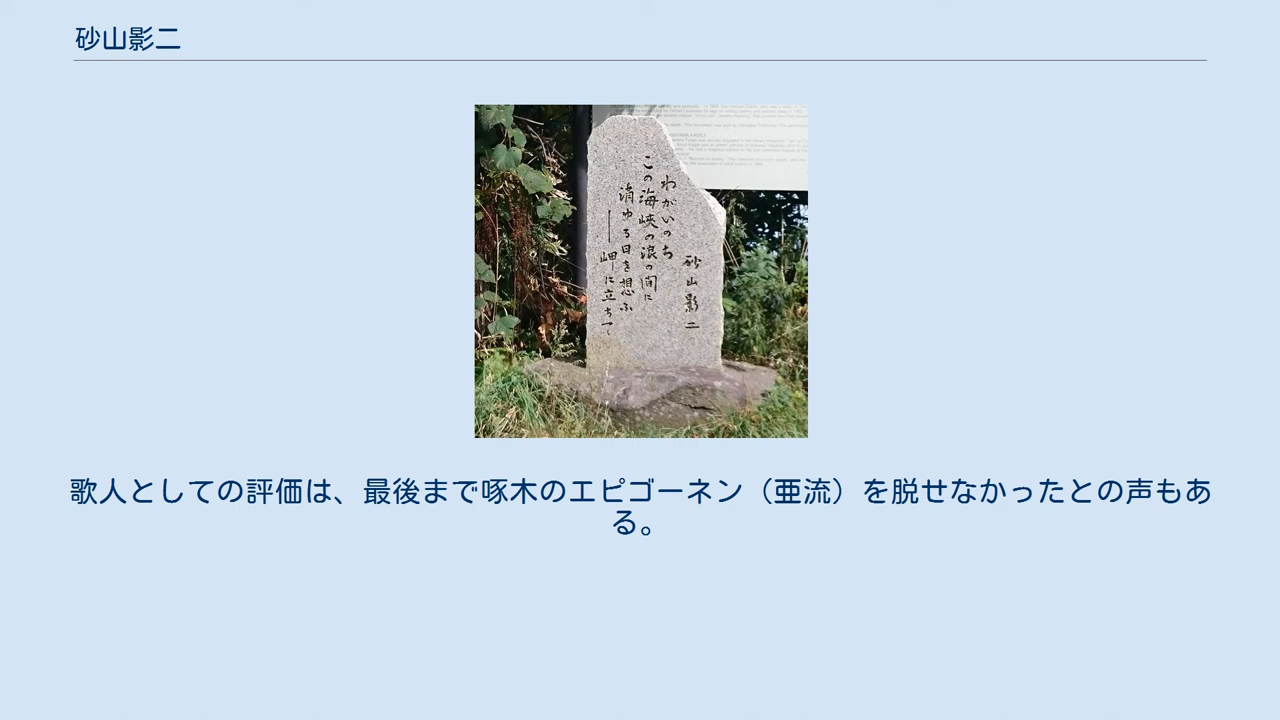 砂山影二
砂山影二
わがいのち
この海峡の浪の間に
消ゆる日を想ふ
――岬に立ちて
歌人としての評価は、最後まで啄木のエピゴーネン（亜流）を脱せなかったとの声もあ
る。